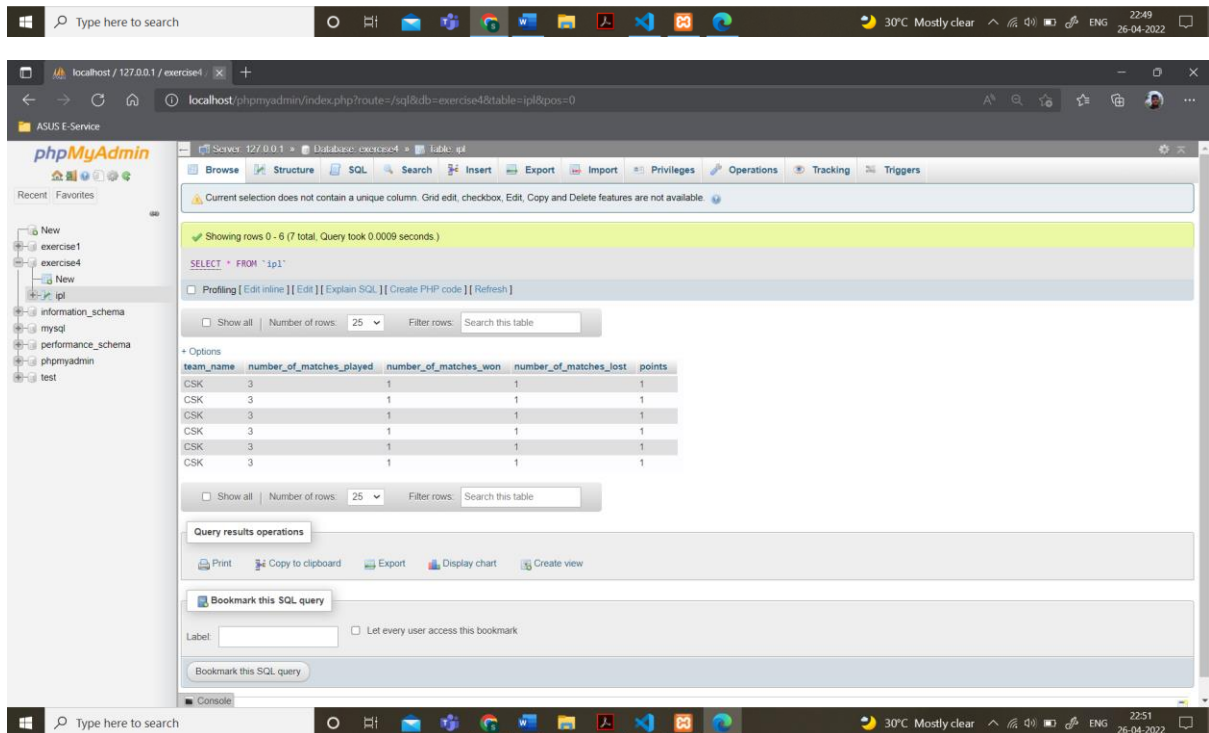 Type here to search 30°C Mostly clear ENG 22:49
26-04-2022
localhost / 127.0.0.1 / exercise4 /
localhost/phpmyadmin/index.php?route=/sql&db=exercise4&table=ipl&pos=0
ASUS E-Service
phpMyAdmin
Recent Favorites
New
exercise1
exercise4
New
ipl
information_schema
mysql
performance_schema
phpmyadmin
test
Server: 127.0.0.1 » Database: exercise4 » Table: ipl
Browse Structure SQL Search Insert Export Import Privileges Operations Tracking Triggers
Current selection does not contain a unique column. Grid edit, checkbox, Edit, Copy and Delete features are not available.
Showing rows 0 - 6 (7 total, Query took 0.0009 seconds.)
SELECT * FROM `ipl`
Profiling [ Edit inline ] [ Edit ] [ Explain SQL ] [ Create PHP code ] [ Refresh ]
Show all | Number of rows: 25 Filter rows: Search this table
+ Options
team_name number_of_matches_played number_of_matches_won number_of_matches_lost points
CSK 3 1 1 1
CSK 3 1 1 1
CSK 3 1 1 1
CSK 3 1 1 1
CSK 3 1 1 1
CSK 3 1 1 1
Show all | Number of rows: 25 Filter rows: Search this table
Query results operations
Print Copy to clipboard Export Display chart Create view
Bookmark this SQL query
Label: Let every user access this bookmark
Bookmark this SQL query
Console
Type here to search 30°C Mostly clear ENG 22:51
26-04-2022